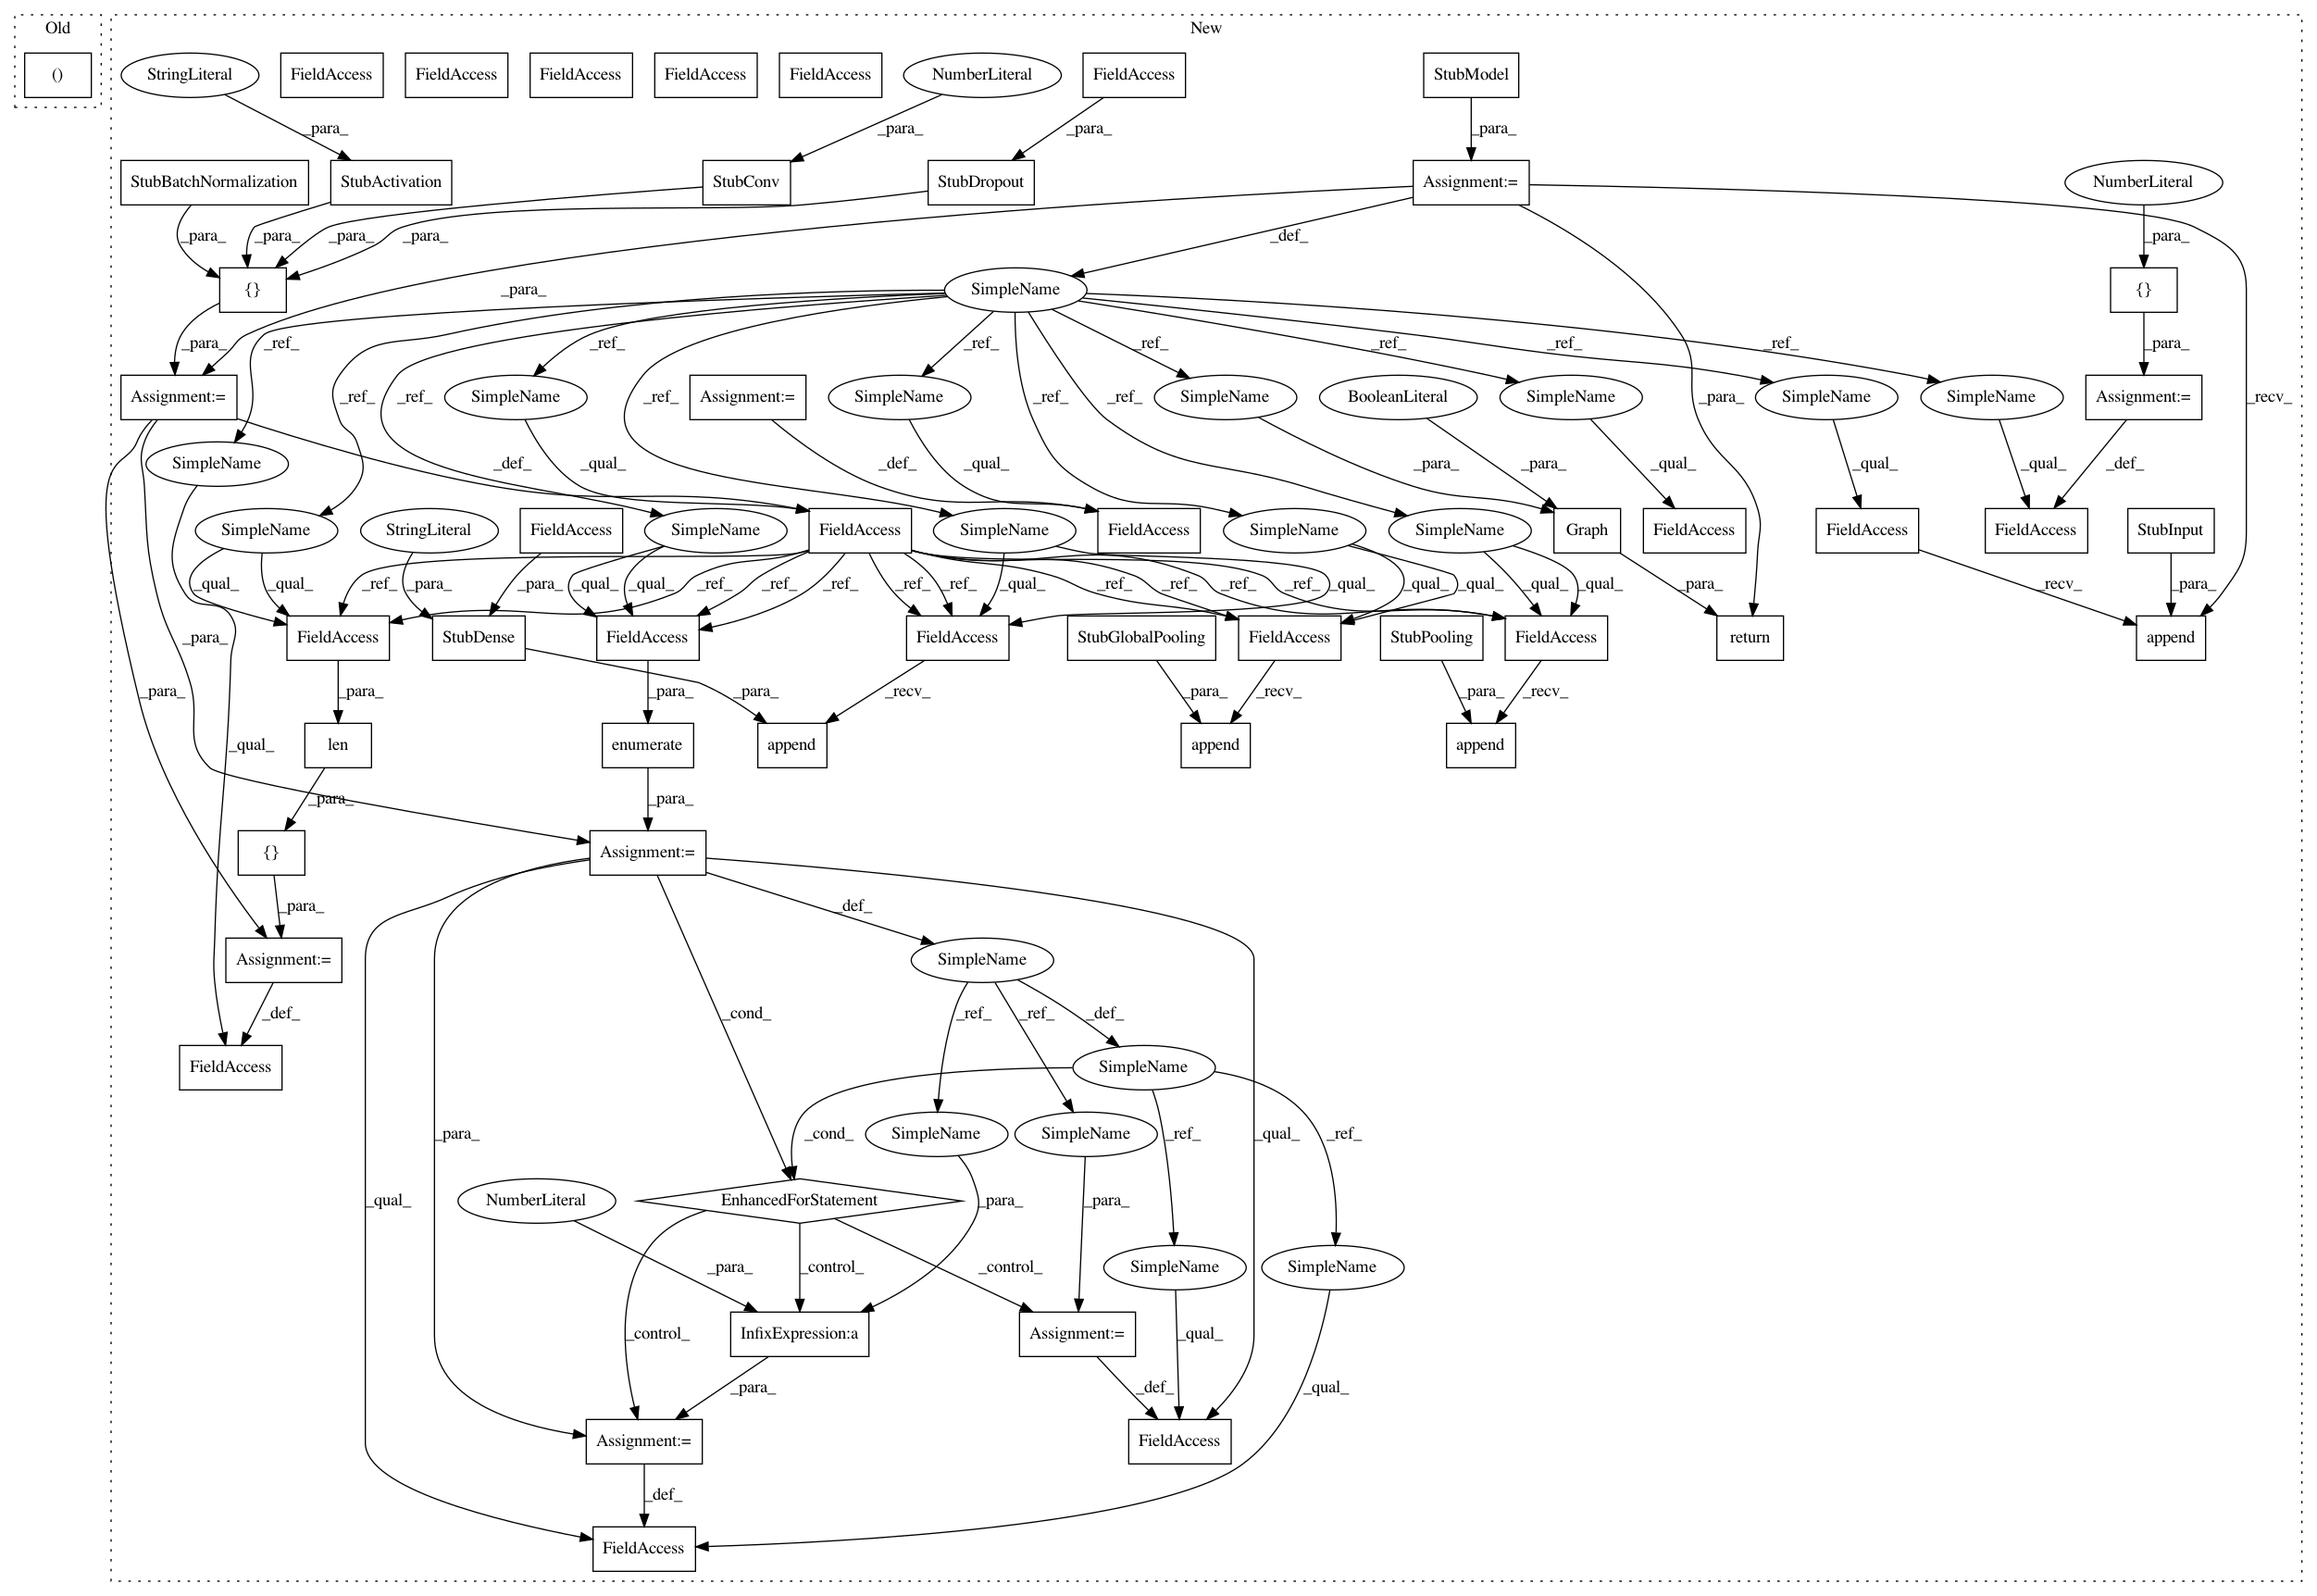 Old
New
()
StringLiteral
FieldAccess
FieldAccess
FieldAccess
FieldAccess
FieldAccess
NumberLiteral
FieldAccess
StubModel
_para_
_para_
_para_
_para_
StubBatchNormalization
StubActivation
StubConv
StubDropout
Assignment:=
NumberLiteral
_para_
_para_
_para_
_para_
_def_
_para_
{}
_para_
SimpleName
{}
_para_
_ref_
_ref_
_ref_
_ref_
_ref_
_ref_
_para_
Assignment:=
_ref_
_ref_
_ref_
_ref_
_ref_
SimpleName
Assignment:=
SimpleName
SimpleName
BooleanLiteral
SimpleName
SimpleName
SimpleName
Assignment:=
_para_
_recv_
SimpleName
_def_
_qual_
_def_
_qual_
_para_
_para_
_qual_
_qual_
_qual_
_def_
SimpleName
StringLiteral
FieldAccess
SimpleName
FieldAccess
SimpleName
FieldAccess
SimpleName
SimpleName
Graph
FieldAccess
FieldAccess
FieldAccess
StubInput
_qual_
_qual_
_ref_
_para_
_ref_
_para_
_qual_
_qual_
_ref_
_ref_
_ref_
_ref_
_qual_
_ref_
_ref_
_ref_
_qual_
_qual_
_qual_
_qual_
_qual_
_para_
_recv_
_para_
_para_
FieldAccess
StubDense
FieldAccess
FieldAccess
StubGlobalPooling
FieldAccess
StubPooling
FieldAccess
return
append
_para_
_para_
_para_
_para_
_recv_
_para_
_recv_
_para_
_recv_
_qual_
len
enumerate
append
append
append
_para_
_para_
{}
Assignment:=
_para_
_def_
Assignment:=
SimpleName
_def_
_cond_
_ref_
_ref_
_def_
FieldAccess
SimpleName
_para_
_cond_
SimpleName
SimpleName
_ref_
_qual_
_ref_
_qual_
NumberLiteral
EnhancedForStatement
_para_
_para_
_para_
_control_
_control_
SimpleName
SimpleName
_control_
InfixExpression:a
Assignment:=
_qual_
_para_
_def_
_qual_
Assignment:=
FieldAccess
_def_
FieldAccess